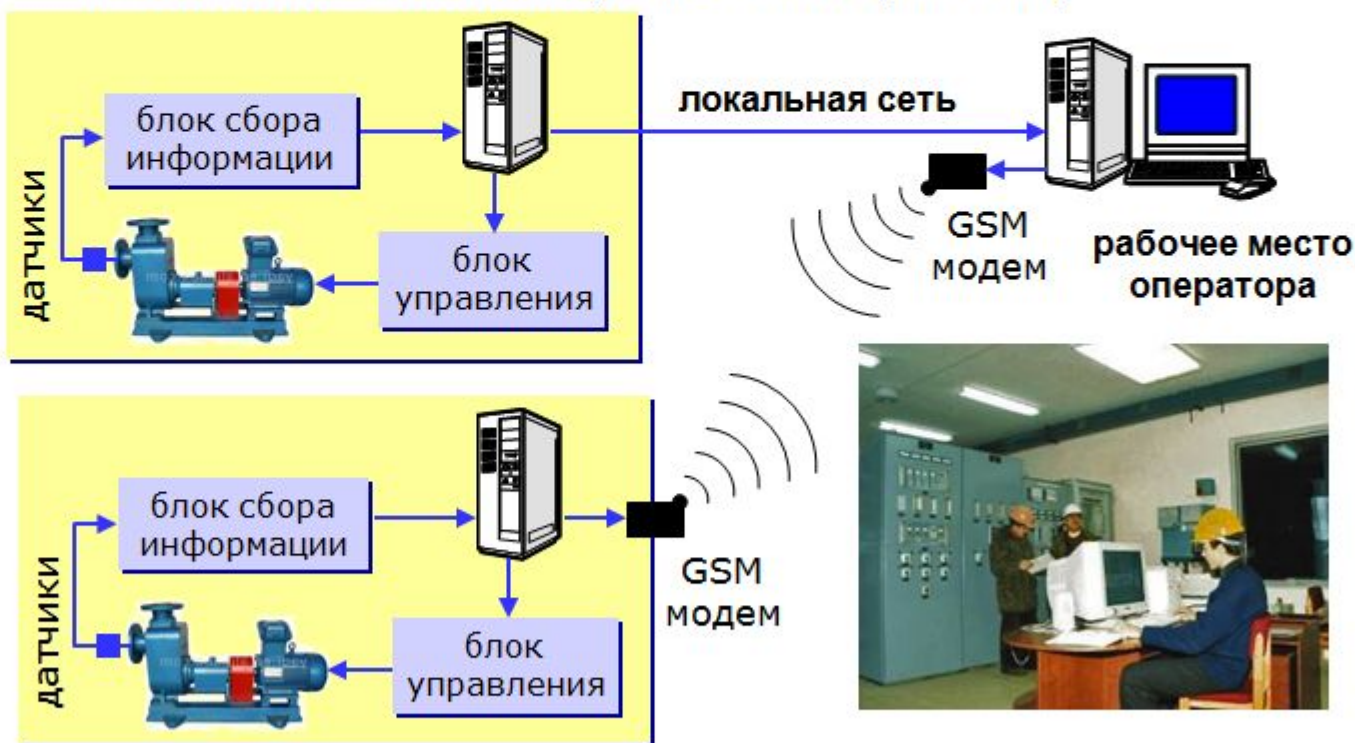 блок сбора
информации
локальная сеть
датчики
блок
управления
GSM
модем
рабочее место
оператора
блок сбора
информации
GSM
модем
датчики
блок
управления